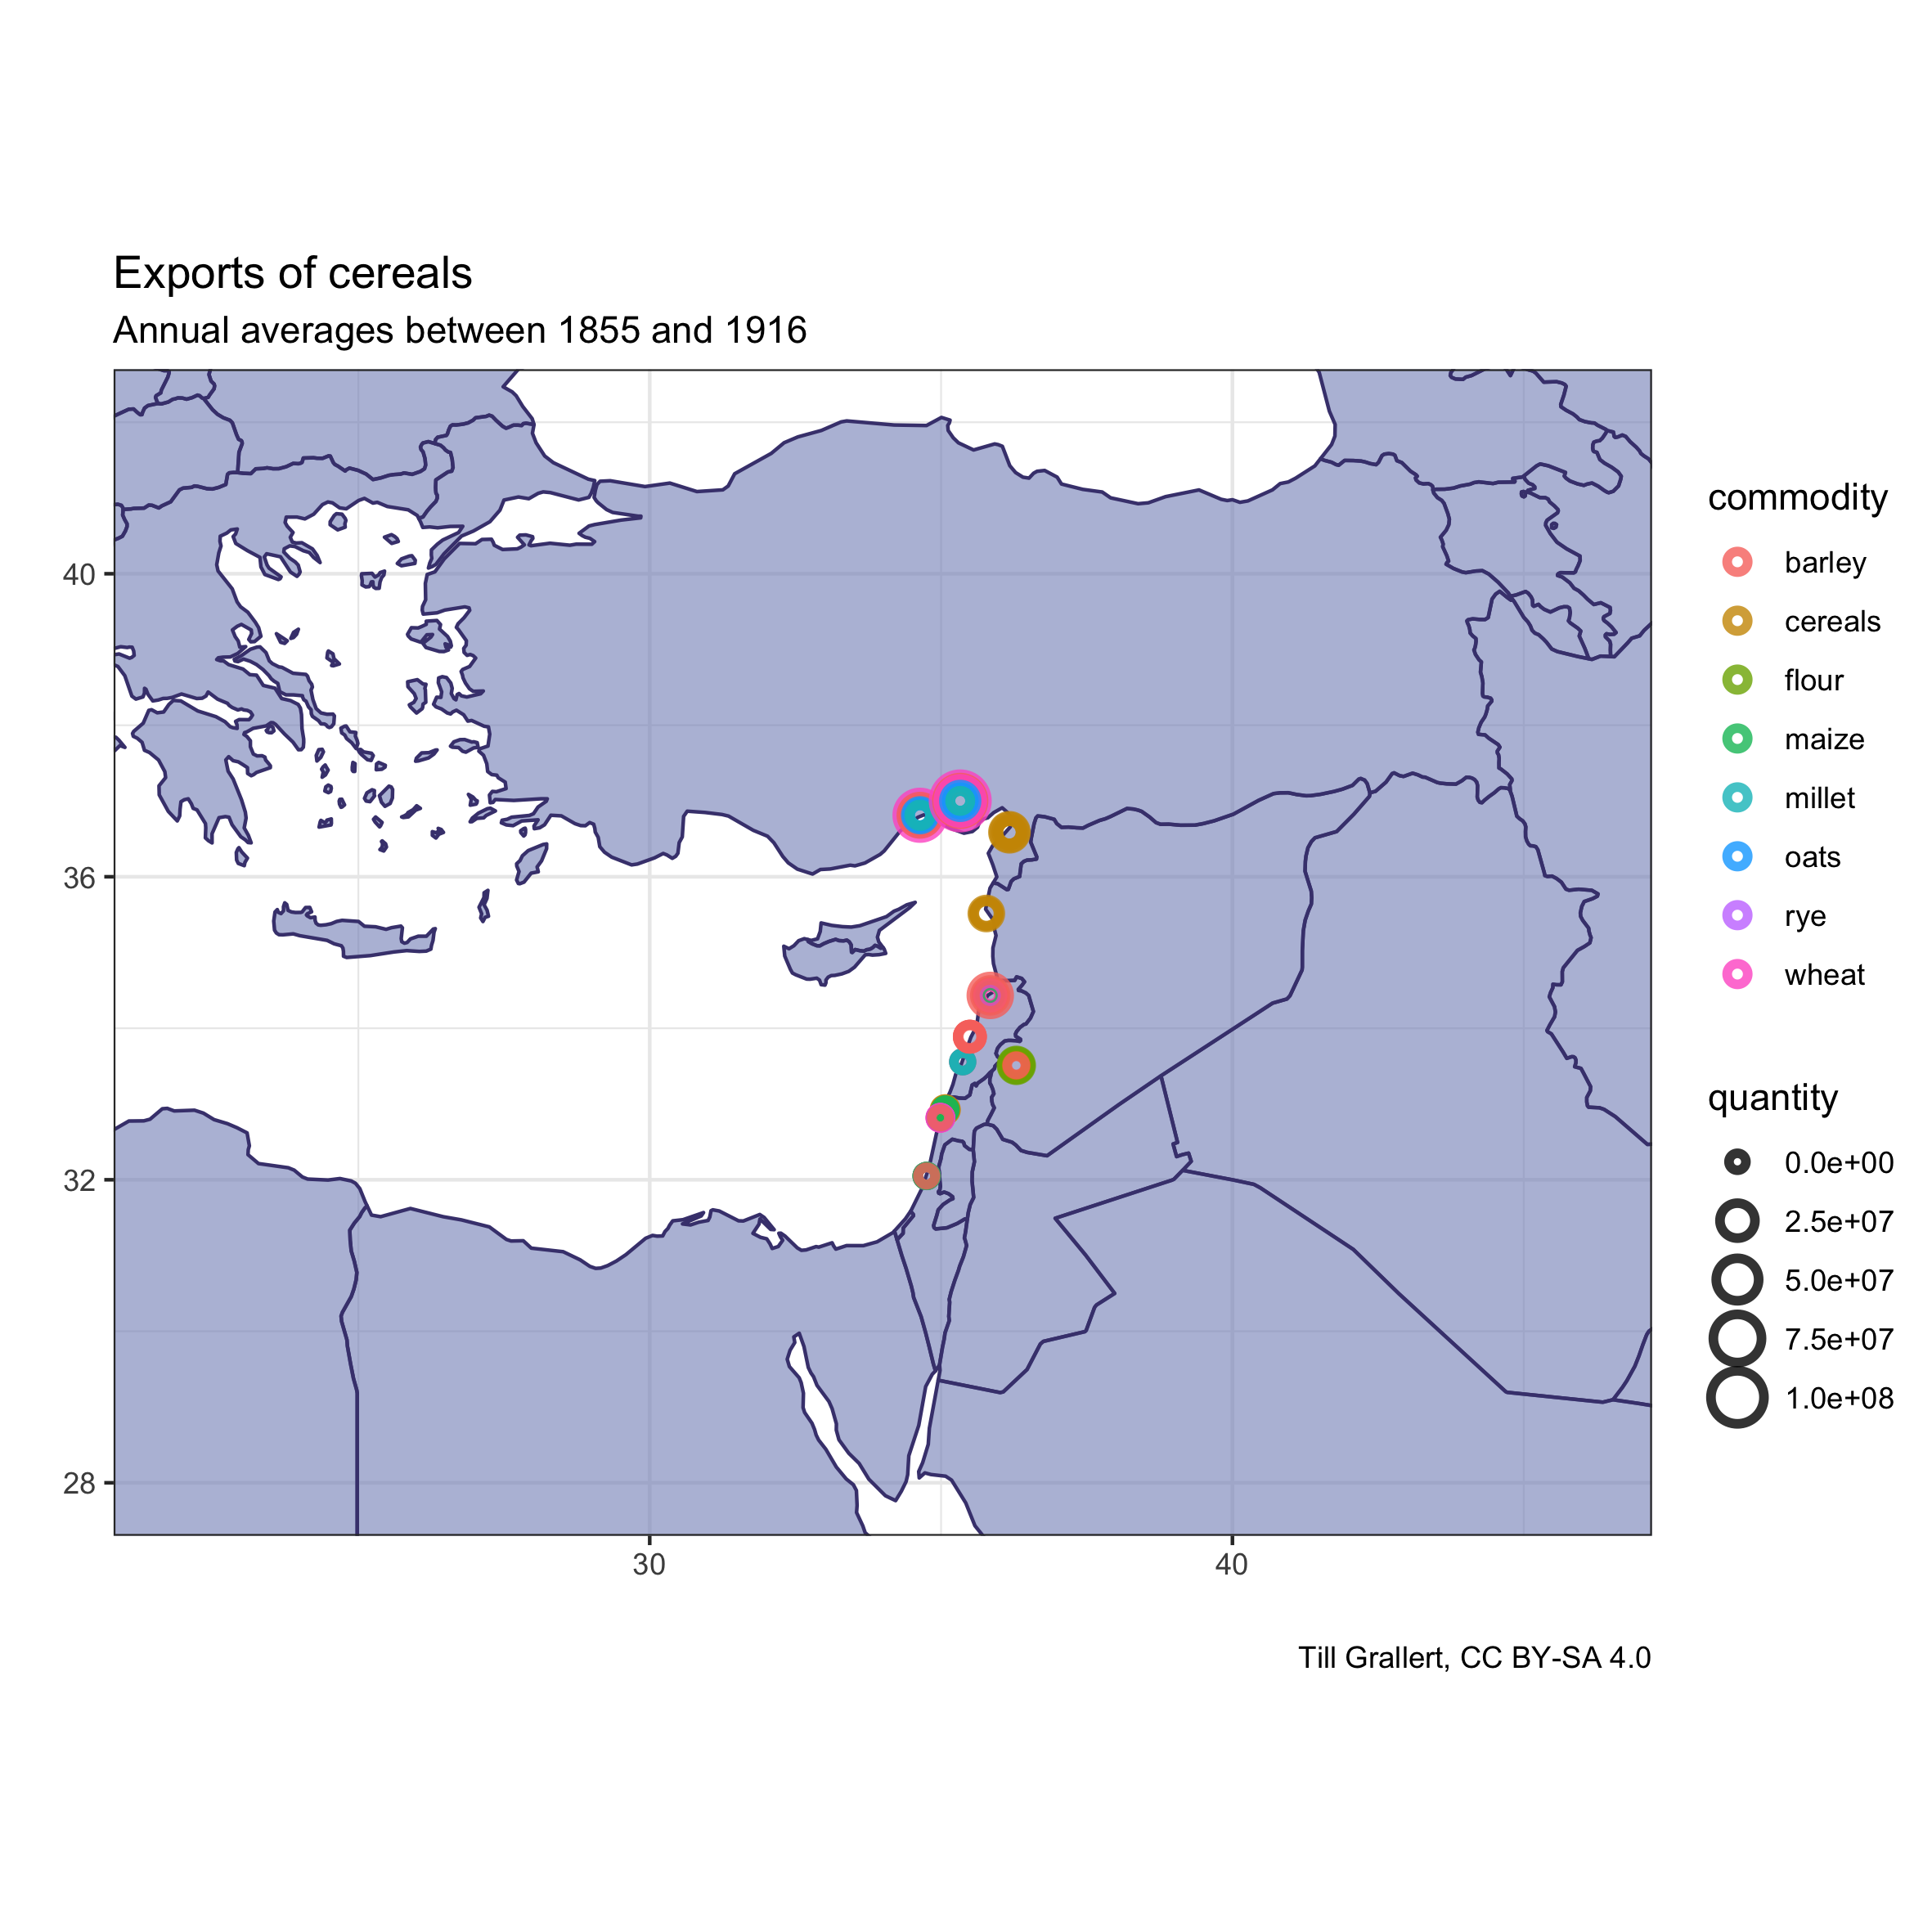 Exports of cereals
Annual averages between 1855 and 1916
40
36
32
28
30
40
commodity
barley
cereals
flour
maize
millet
oats
rye
wheat
quantity
0.0e+00
2.5e+07
5.0e+07
7.5e+07
1.0e+08
Till Grallert, CC BY-SA 4.0